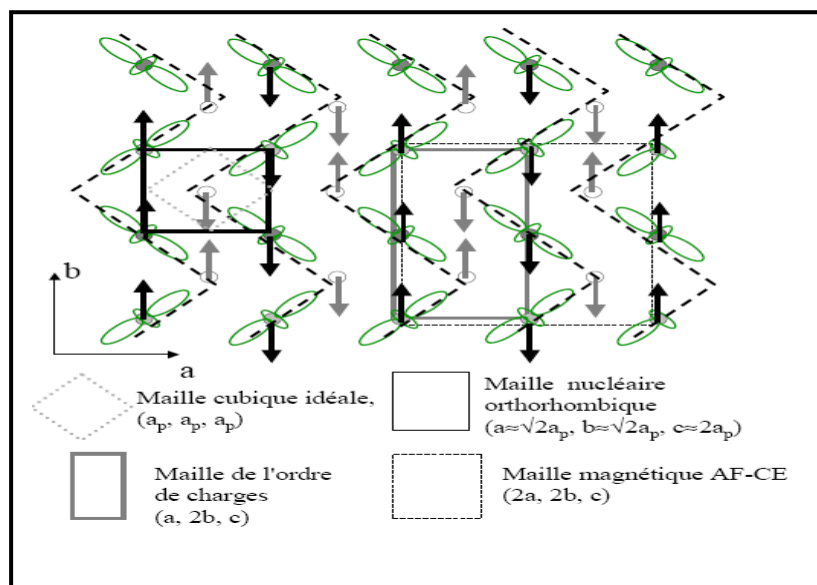 b
a
Maille cubique idéale,
(aₚ, aₚ, aₚ)
Maille nucléaire
orthorhombique
(a≈√2aₚ, b≈√2aₚ, c≈2aₚ)
Maille de l'ordre
de charges
(a, 2b, c)
Maille magnétique AF-CE
(2a, 2b, c)